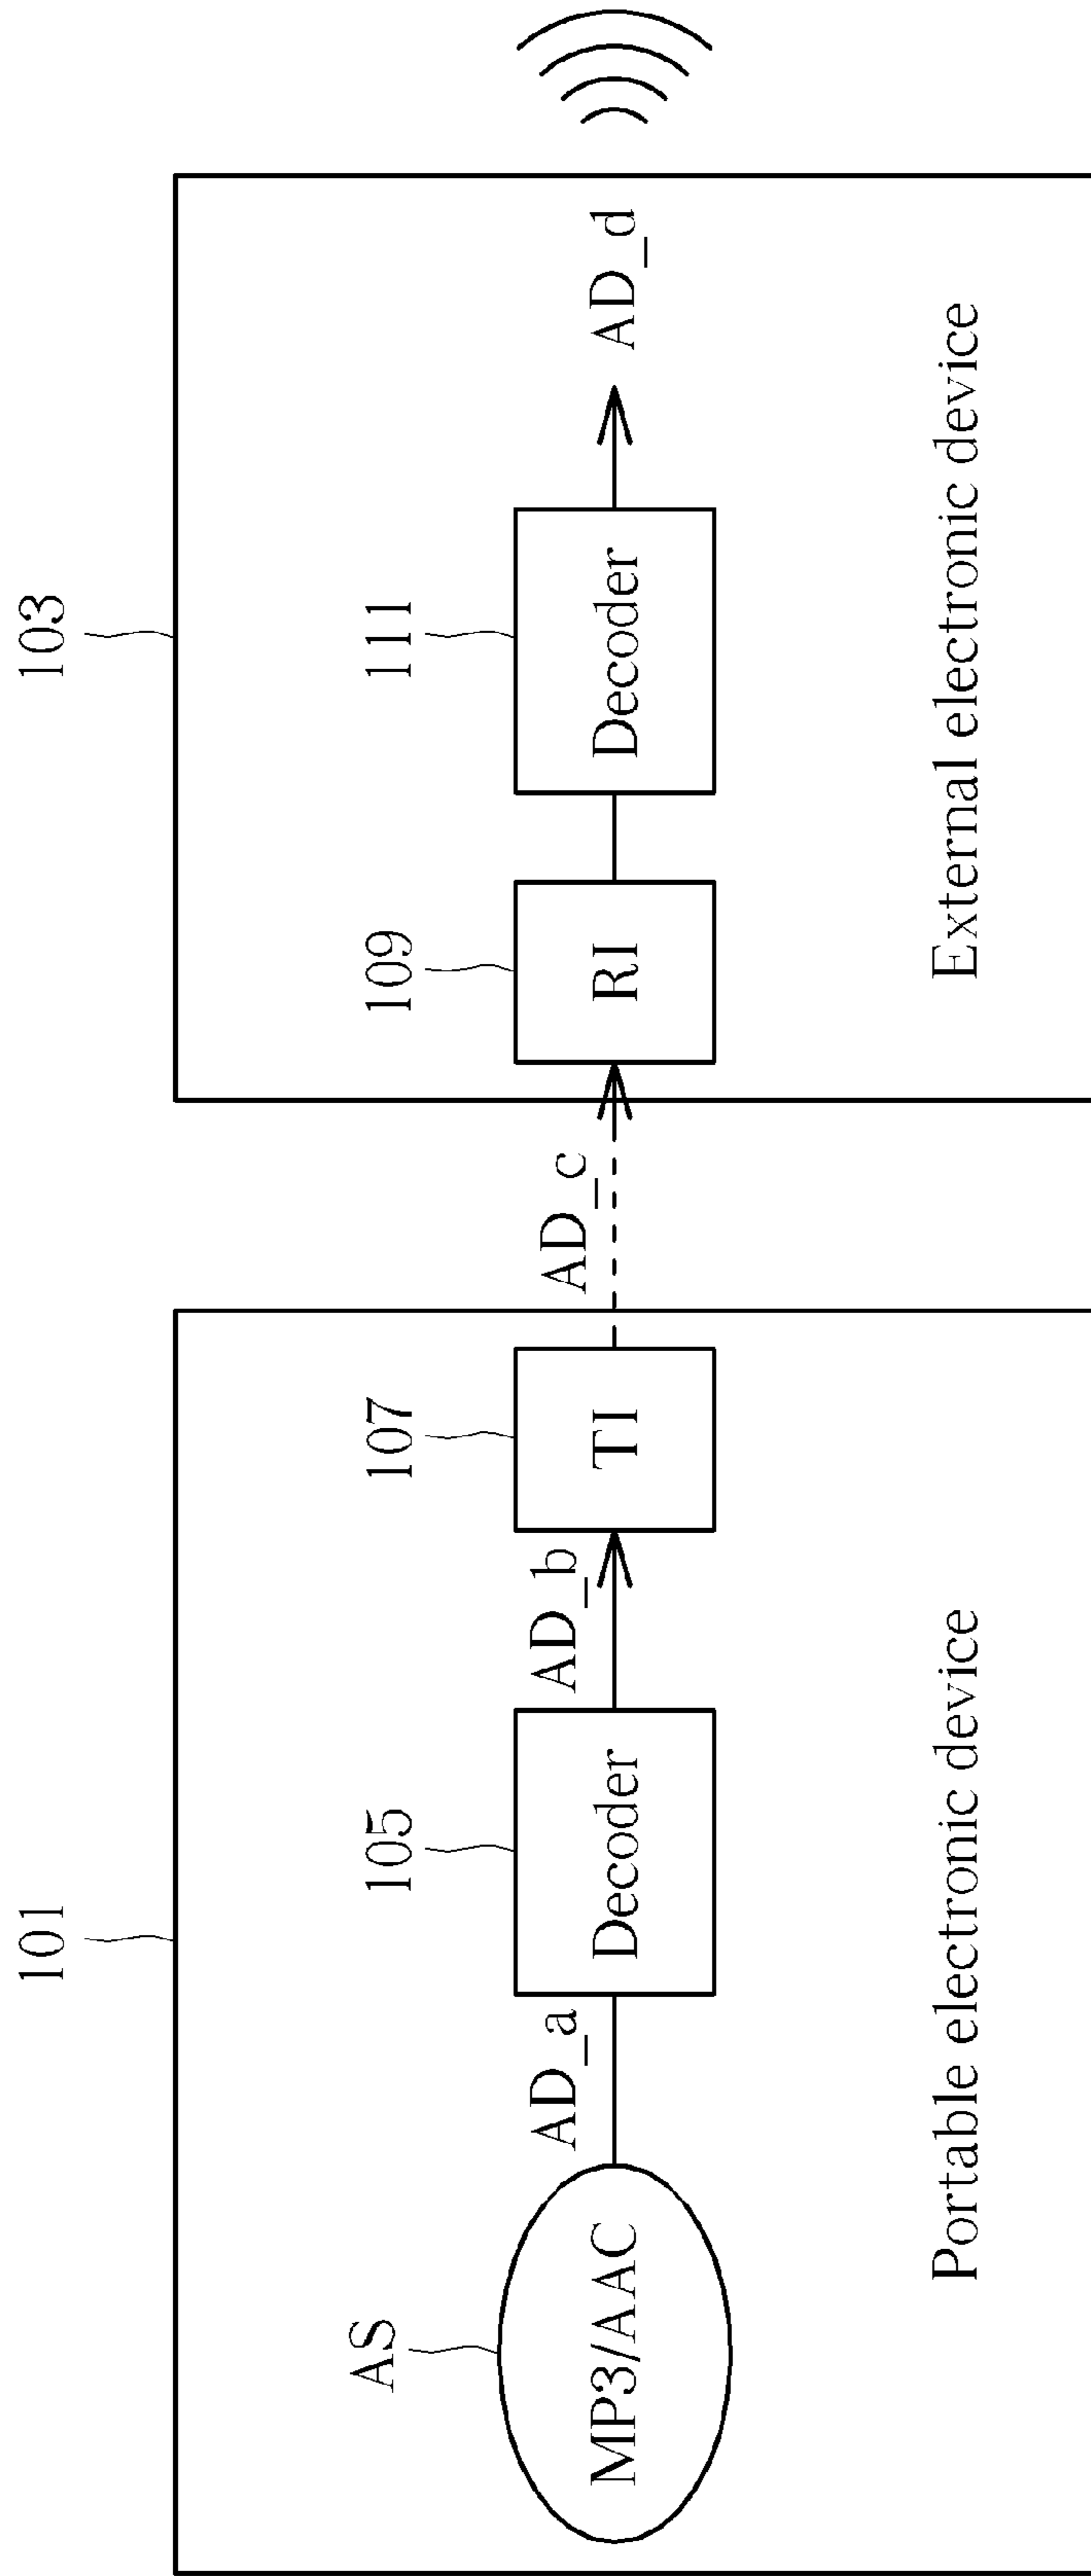 101
103
AS
105
107
109
111
MP3/AAC
AD_a
Decoder
AD_b
TI
AD_c
RI
Decoder
AD_d
Portable electronic device
External electronic device